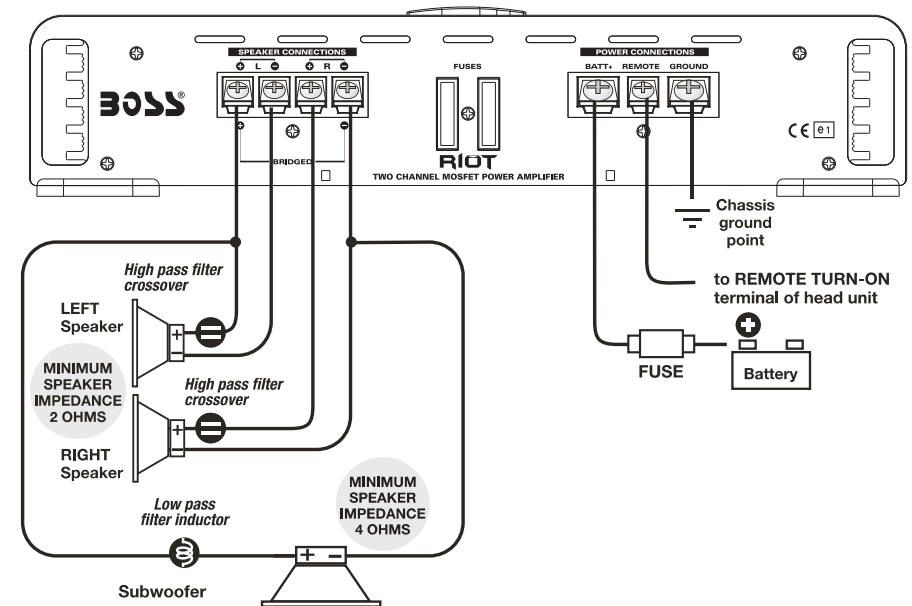 SPEAKER CONNECTIONS
+ L − + R −
BOSS®
FUSES
POWER CONNECTIONS
BATT+ REMOTE GROUND
CE e1
+ BRIDGED −
RIOT
TWO CHANNEL MOSFET POWER AMPLIFIER
Chassis
ground
point
High pass filter
crossover
to REMOTE TURN-ON
terminal of head unit
LEFT
Speaker
+
−
+
FUSE
Battery
MINIMUM
SPEAKER
IMPEDANCE
2 OHMS
High pass filter
crossover
+
−
RIGHT
Speaker
MINIMUM
SPEAKER
IMPEDANCE
4 OHMS
Low pass
filter inductor
+ −
Subwoofer